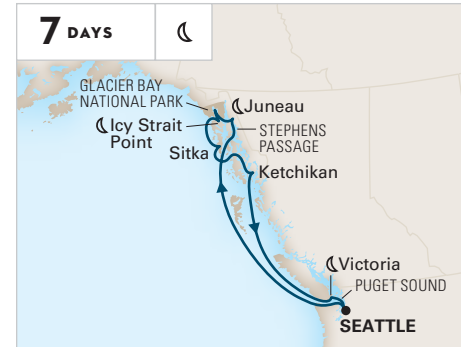 7 DAYS
GLACIER BAY
NATIONAL PARK
Juneau
Icy Strait
Point
STEPHENS
PASSAGE
Sitka
Ketchikan
Victoria
PUGET SOUND
SEATTLE